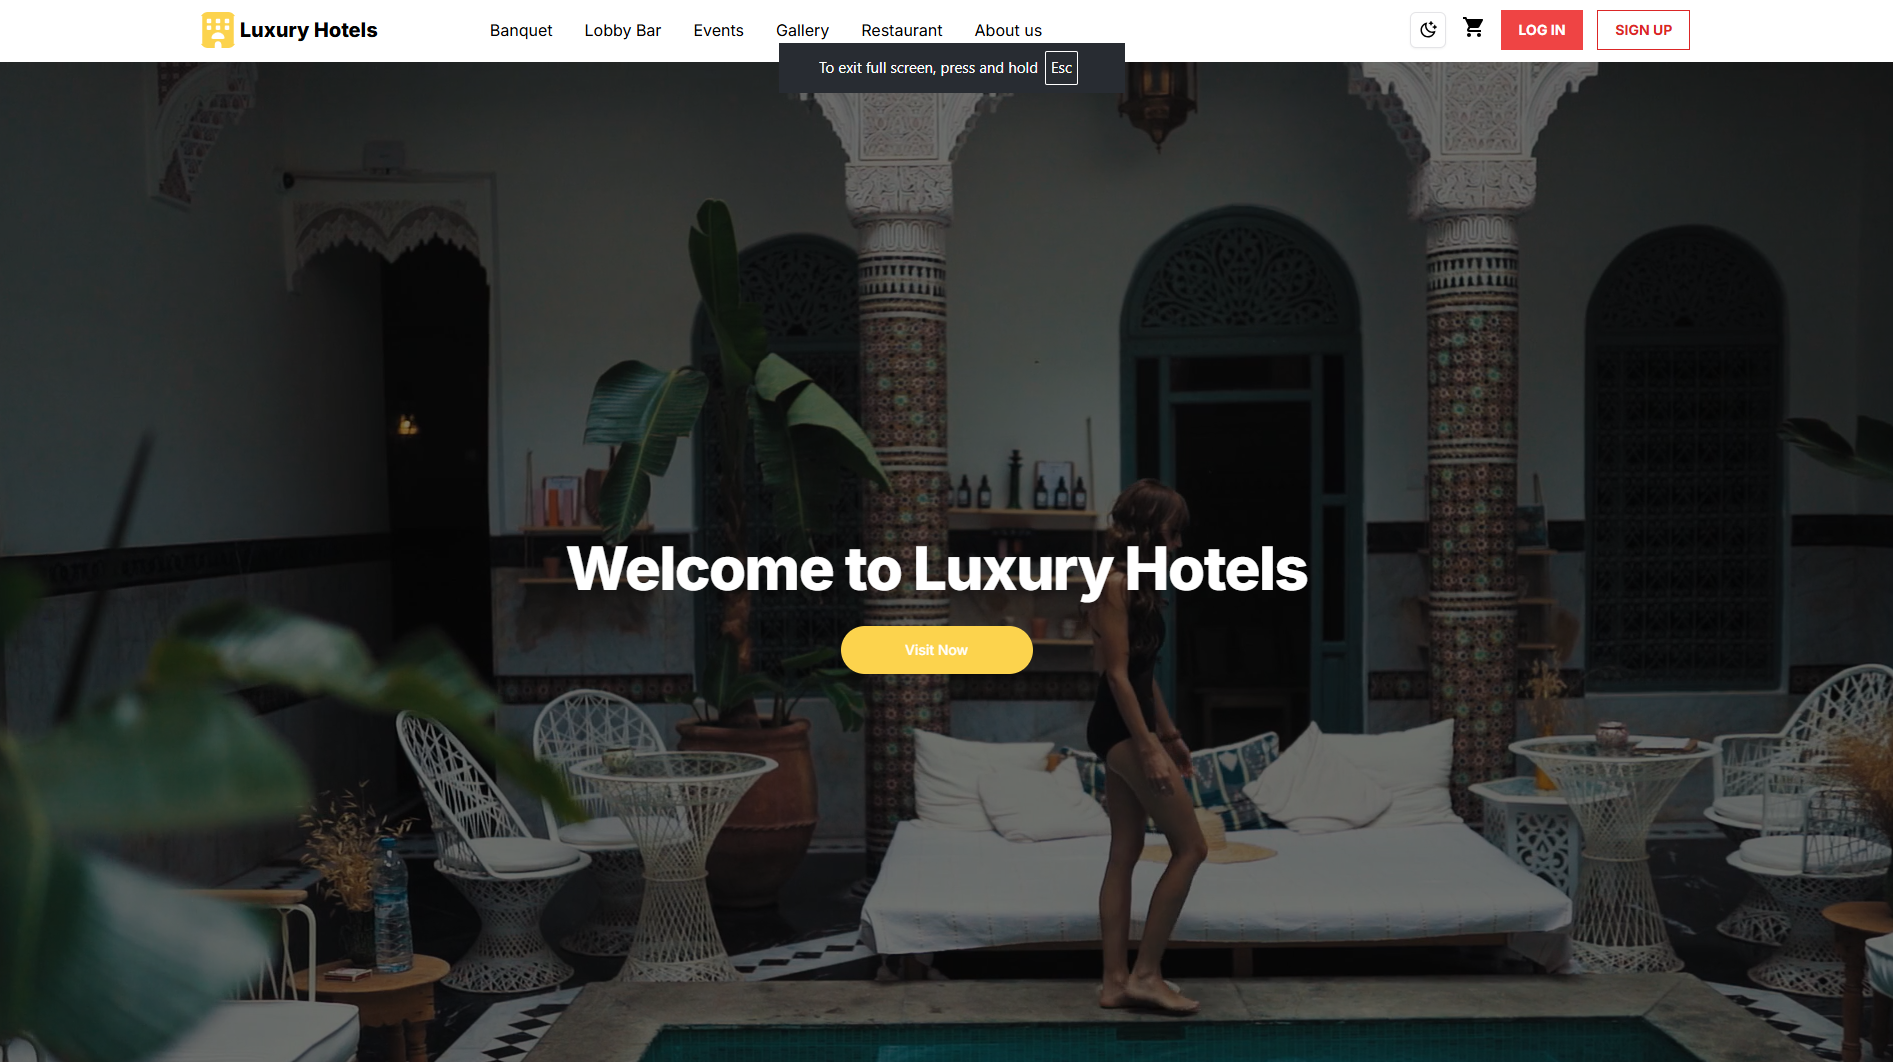 Luxury Hotels
Banquet
Lobby Bar
Events
Gallery
Restaurant
About us
LOG IN
SIGN UP
To exit full screen, press and hold Esc
Welcome to Luxury Hotels
Visit Now